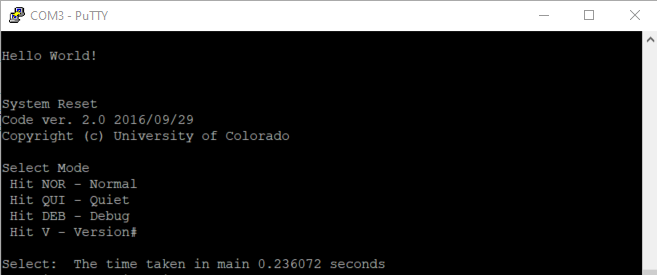 COM3 - PuTTY
Hello World!
System Reset
Code ver. 2.0 2016/09/29
Copyright (c) University of Colorado
Select Mode
Hit NOR - Normal
Hit QUI - Quiet
Hit DEB - Debug
Hit V - Version#
Select:  The time taken in main 0.236072 seconds